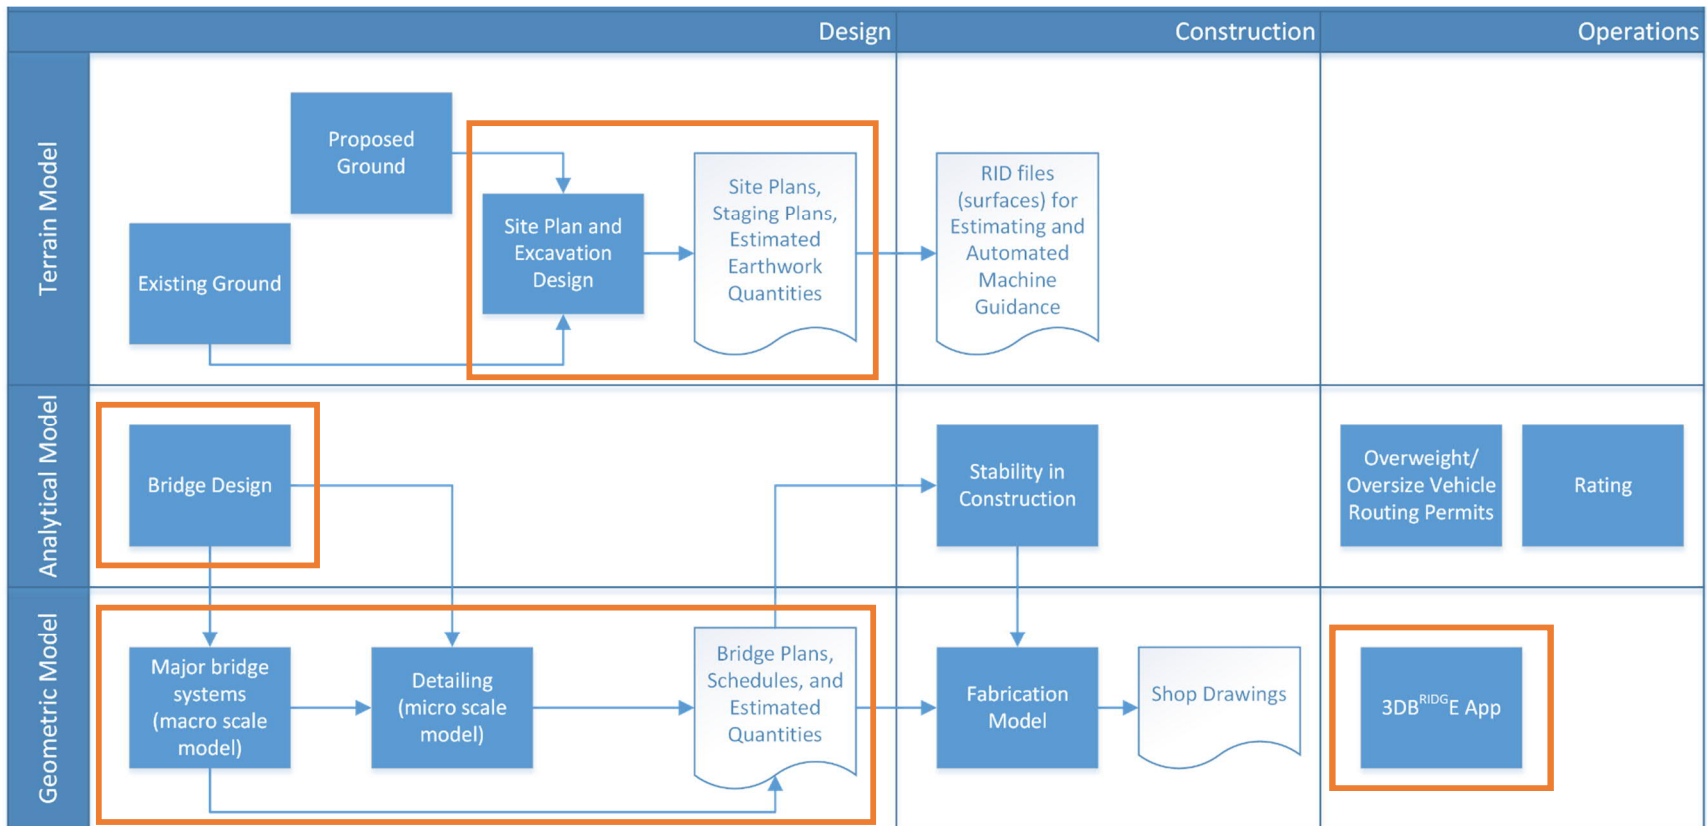 Design
Construction
Operations
Terrain Model
Proposed
Ground
Existing Ground
Site Plan and
Excavation
Design
Site Plans,
Staging Plans,
Estimated
Earthwork
Quantities
RID files
(surfaces) for
Estimating and
Automated
Machine
Guidance
Analytical Model
Bridge Design
Stability in
Construction
Overweight/
Oversize Vehicle
Routing Permits
Rating
Geometric Model
Major bridge
systems
(macro scale
model)
Detailing
(micro scale
model)
Bridge Plans,
Schedules, and
Estimated
Quantities
Fabrication
Model
Shop Drawings
3DBRIDGE App